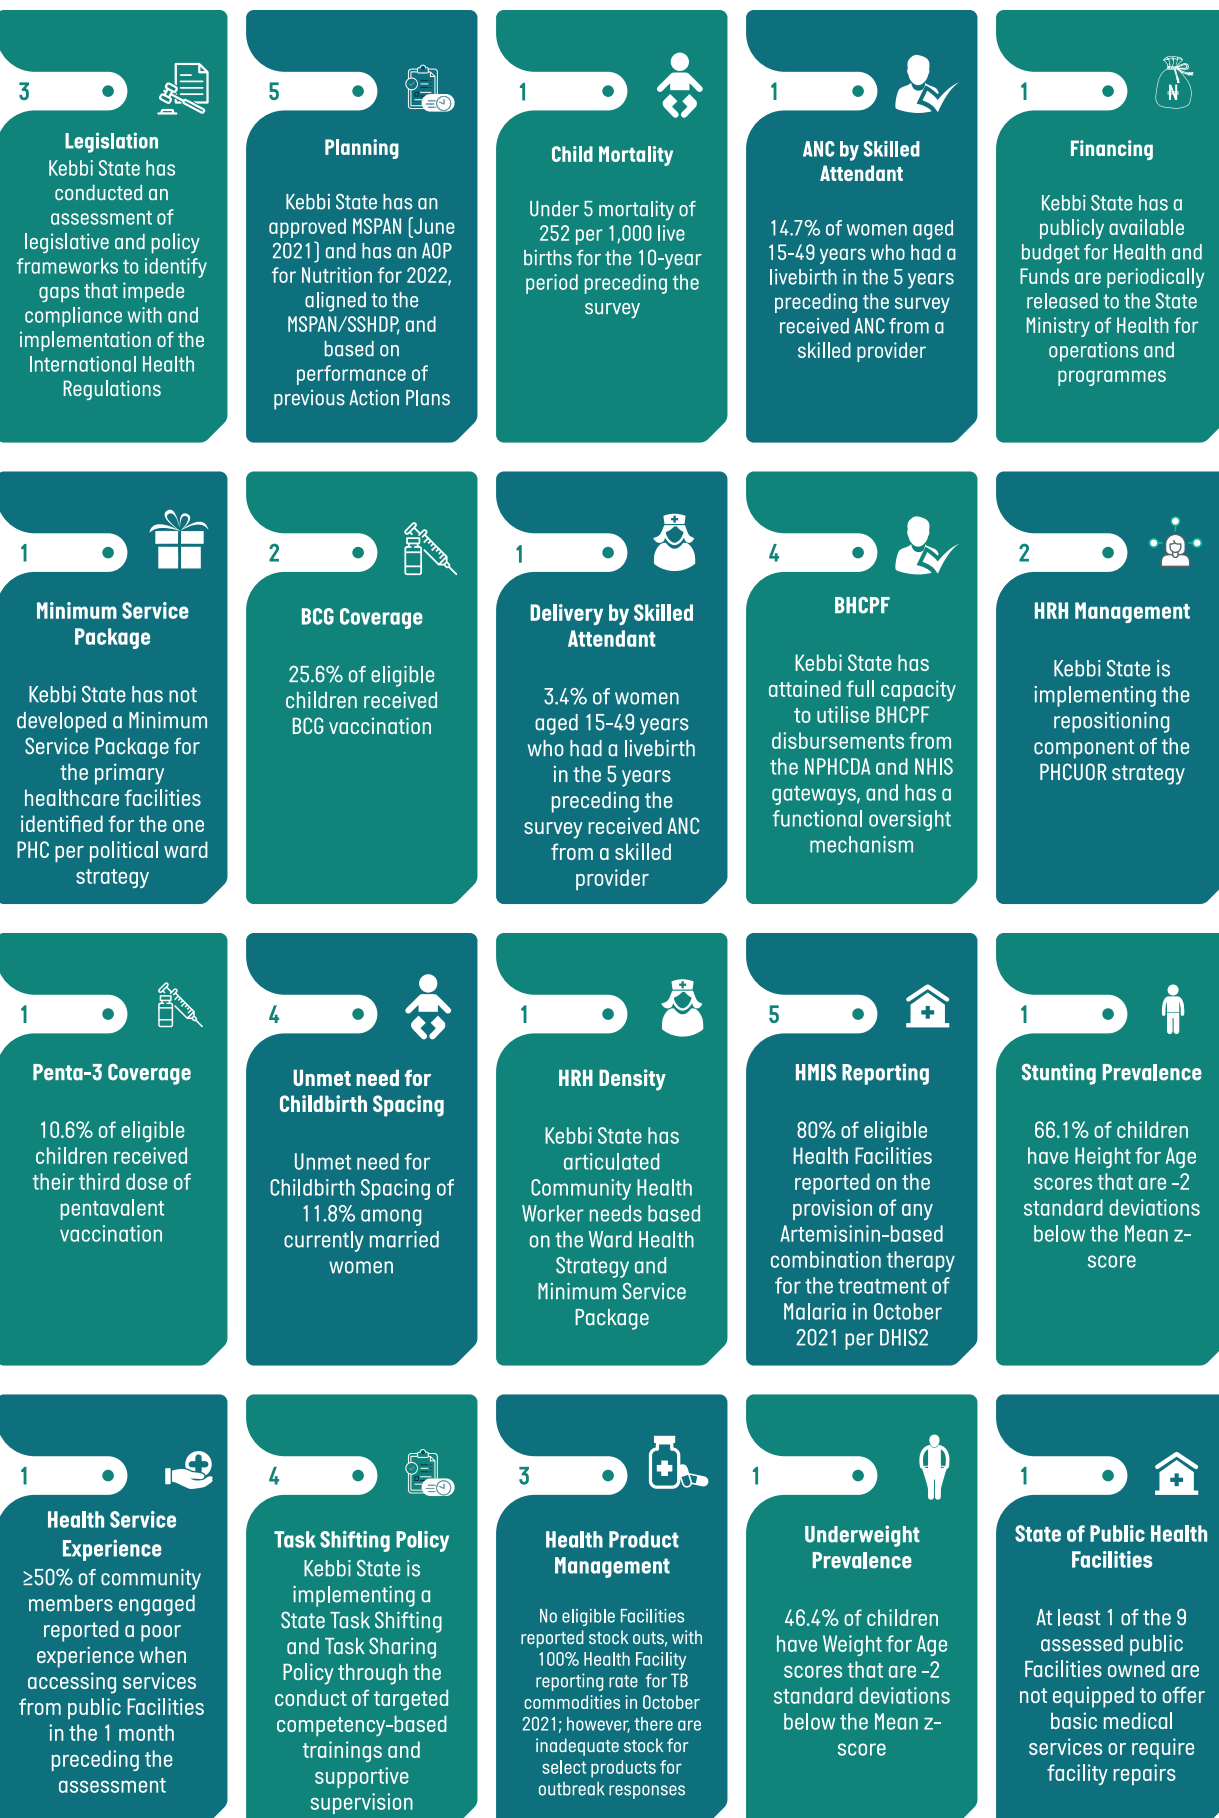 3
Legislation
Kebbi State has
conducted an
assessment of
legislative and policy
frameworks to identify
gaps that impede
compliance with and
implementation of the
International Health
Regulations
5
Planning
Kebbi State has an
approved MSPAN (June
2021) and has an AOP
for Nutrition for 2022,
aligned to the
MSPAN/SSHDP, and
based on
performance of
previous Action Plans
1
Child Mortality
Under 5 mortality of
252 per 1,000 live
births for the 10-year
period preceding the
survey
1
ANC by Skilled
Attendant
14.7% of women aged
15-49 years who had a
livebirth in the 5 years
preceding the survey
received ANC from a
skilled provider
1
₦
Financing
Kebbi State has a
publicly available
budget for Health and
Funds are periodically
released to the State
Ministry of Health for
operations and
programmes
1
Minimum Service
Package
Kebbi State has not
developed a Minimum
Service Package for
the primary
healthcare facilities
identified for the one
PHC per political ward
strategy
2
BCG Coverage
25.6% of eligible
children received
BCG vaccination
1
Delivery by Skilled
Attendant
3.4% of women
aged 15-49 years
who had a livebirth
in the 5 years
preceding the
survey received ANC
from a skilled
provider
4
BHCPF
Kebbi State has
attained full capacity
to utilise BHCPF
disbursements from
the NPHCDA and NHIS
gateways, and has a
functional oversight
mechanism
2
HRH Management
Kebbi State is
implementing the
repositioning
component of the
PHCUOR strategy
1
Penta-3 Coverage
10.6% of eligible
children received
their third dose of
pentavalent
vaccination
4
Unmet need for
Childbirth Spacing
Unmet need for
Childbirth Spacing of
11.8% among
currently married
women
1
HRH Density
Kebbi State has
articulated
Community Health
Worker needs based
on the Ward Health
Strategy and
Minimum Service
Package
5
HMIS Reporting
80% of eligible
Health Facilities
reported on the
provision of any
Artemisinin-based
combination therapy
for the treatment of
Malaria in October
2021 per DHIS2
1
Stunting Prevalence
66.1% of children
have Height for Age
scores that are -2
standard deviations
below the Mean z-
score
1
Health Service
Experience
≥50% of community
members engaged
reported a poor
experience when
accessing services
from public Facilities
in the 1 month
preceding the
assessment
4
Task Shifting Policy
Kebbi State is
implementing a
State Task Shifting
and Task Sharing
Policy through the
conduct of targeted
competency-based
trainings and
supportive
supervision
3
Health Product
Management
No eligible Facilities
reported stock outs, with
100% Health Facility
reporting rate for TB
commodities in October
2021; however, there are
inadequate stock for
select products for
outbreak responses
1
Underweight
Prevalence
46.4% of children
have Weight for Age
scores that are -2
standard deviations
below the Mean z-
score
1
State of Public Health
Facilities
At least 1 of the 9
assessed public
Facilities owned are
not equipped to offer
basic medical
services or require
facility repairs